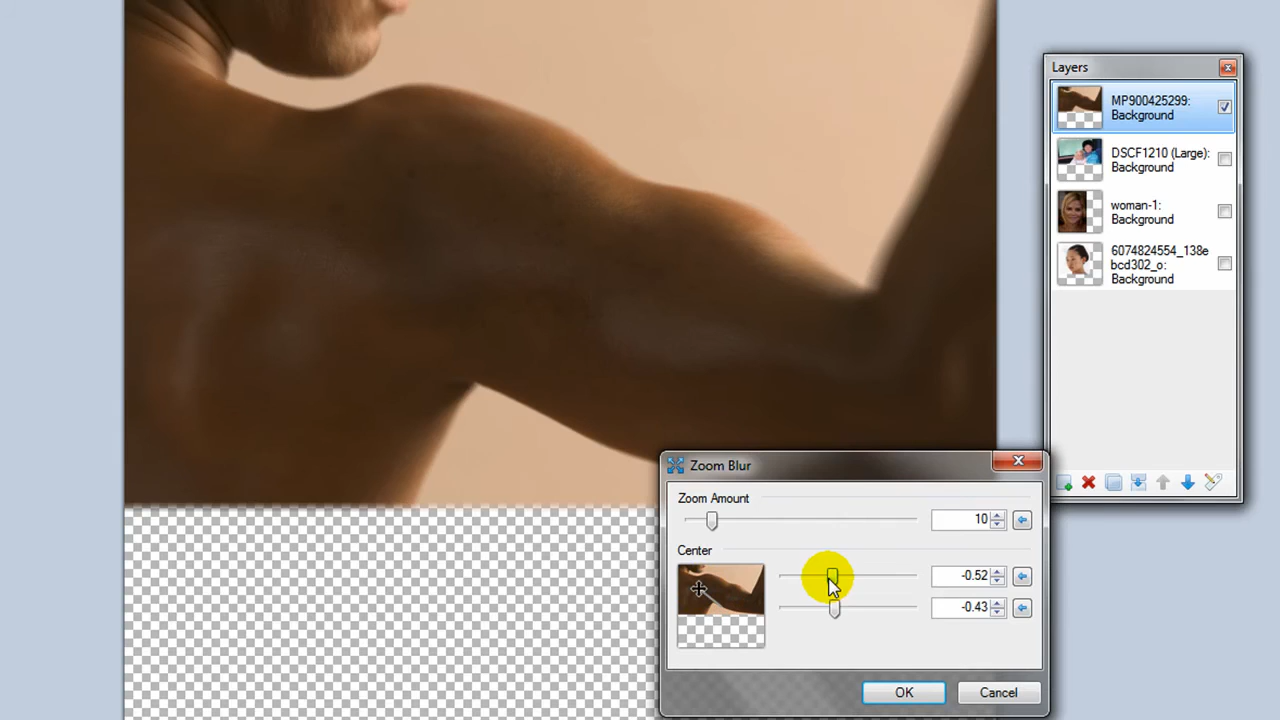 Layers
MP900425299:
Background
DSCF1210 (Large):
Background
woman-1:
Background
6074824554_138e
bcd302_o:
Background
Zoom Blur
Zoom Amount
10
Center
-0.52
-0.43
OK
Cancel